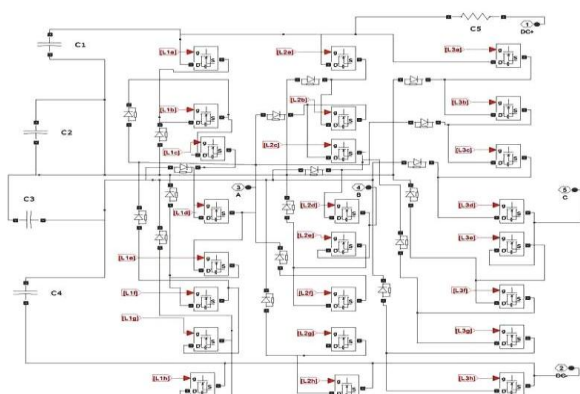 C1
C2
C3
C4
C5
1
DC+
[L1a]
[L2a]
[L3a]
[L1b]
[L2b]
[L3b]
[L1c]
[L2c]
[L3c]
3
A
4
B
5
C
[L1d]
[L2d]
[L3d]
[L1e]
[L2e]
[L3e]
[L1f]
[L2f]
[L3f]
[L1g]
[L2g]
[L3g]
2
DC-
[L1h]
[L2h]
[L3h]